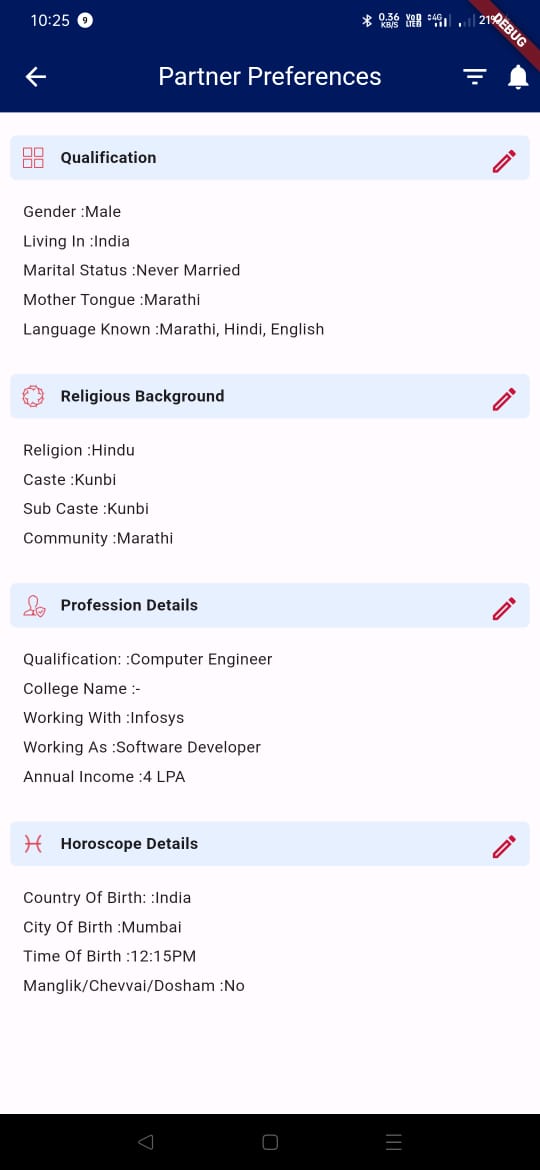 10:25 9 0.36 KB/S VoD LTED 4G 21%
DEBUG
Partner Preferences
Qualification
Gender :Male
Living In :India
Marital Status :Never Married
Mother Tongue :Marathi
Language Known :Marathi, Hindi, English
Religious Background
Religion :Hindu
Caste :Kunbi
Sub Caste :Kunbi
Community :Marathi
Profession Details
Qualification: :Computer Engineer
College Name :-
Working With :Infosys
Working As :Software Developer
Annual Income :4 LPA
Horoscope Details
Country Of Birth: :India
City Of Birth :Mumbai
Time Of Birth :12:15PM
Manglik/Chevvai/Dosham :No